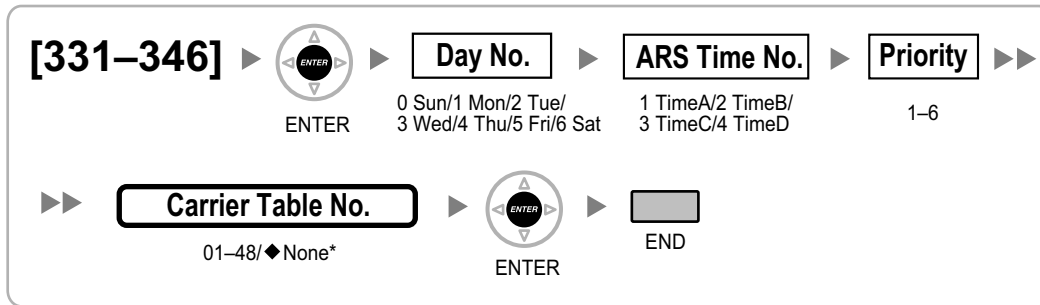 [331–346] ENTER Day No. ARS Time No. Priority
0 Sun/1 Mon/2 Tue/ 1 TimeA/2 TimeB/ 1–6
ENTER 3 Wed/4 Thu/5 Fri/6 Sat 3 TimeC/4 TimeD
Carrier Table No. ENTER
01–48/◆None* END
ENTER